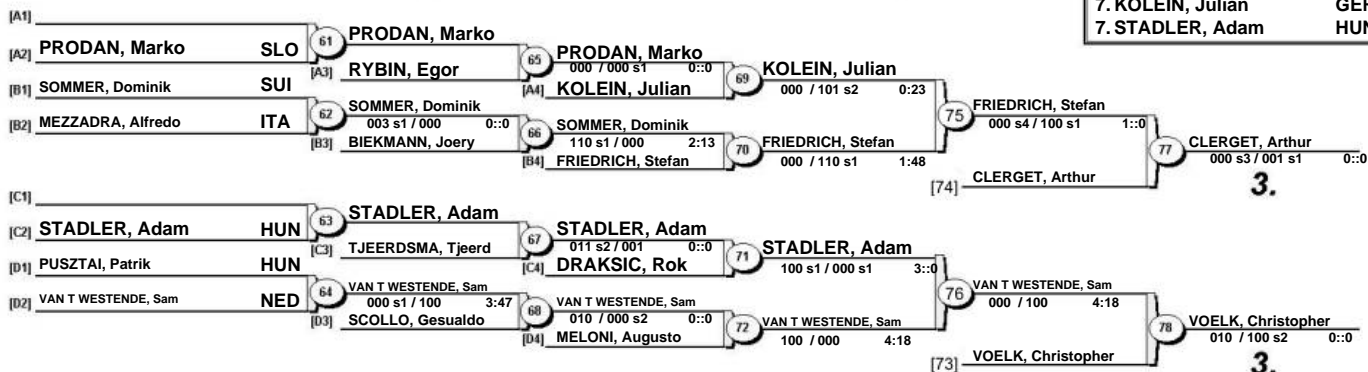 7. KOLEIN, Julian
7. STADLER, Adam HUN
[A1]
[A2] PRODAN, Marko SLO
61
PRODAN, Marko
[A3] RYBIN, Egor
65
PRODAN, Marko
000 / 000 s1 0::0
[A4] KOLEIN, Julian
69
KOLEIN, Julian
000 / 101 s2 0:23
[B1] SOMMER, Dominik SUI
[B2] MEZZADRA, Alfredo ITA
62
SOMMER, Dominik
003 s1 / 000 0::0
[B3] BIEKMANN, Joery
66
SOMMER, Dominik
110 s1 / 000 2:13
[B4] FRIEDRICH, Stefan
70
FRIEDRICH, Stefan
000 / 110 s1 1:48
75
FRIEDRICH, Stefan
000 s4 / 100 s1 1::0
[74] CLERGET, Arthur
77
CLERGET, Arthur
000 s3 / 001 s1 0::0
3.
[C1]
[C2] STADLER, Adam HUN
63
STADLER, Adam
[C3] TJEERDSMA, Tjeerd
67
STADLER, Adam
011 s2 / 001 0::0
[C4] DRAKSIC, Rok
71
STADLER, Adam
100 s1 / 000 s1 3::0
[D1] PUSZTAI, Patrik HUN
[D2] VAN T WESTENDE, Sam NED
64
VAN T WESTENDE, Sam
000 s1 / 100 3:47
[D3] SCOLLO, Gesualdo
68
VAN T WESTENDE, Sam
010 / 000 s2 0::0
[D4] MELONI, Augusto
72
VAN T WESTENDE, Sam
100 / 000 4:18
76
VAN T WESTENDE, Sam
000 / 100 4:18
[73] VOELK, Christopher
78
VOELK, Christopher
010 / 100 s2 0::0
3.